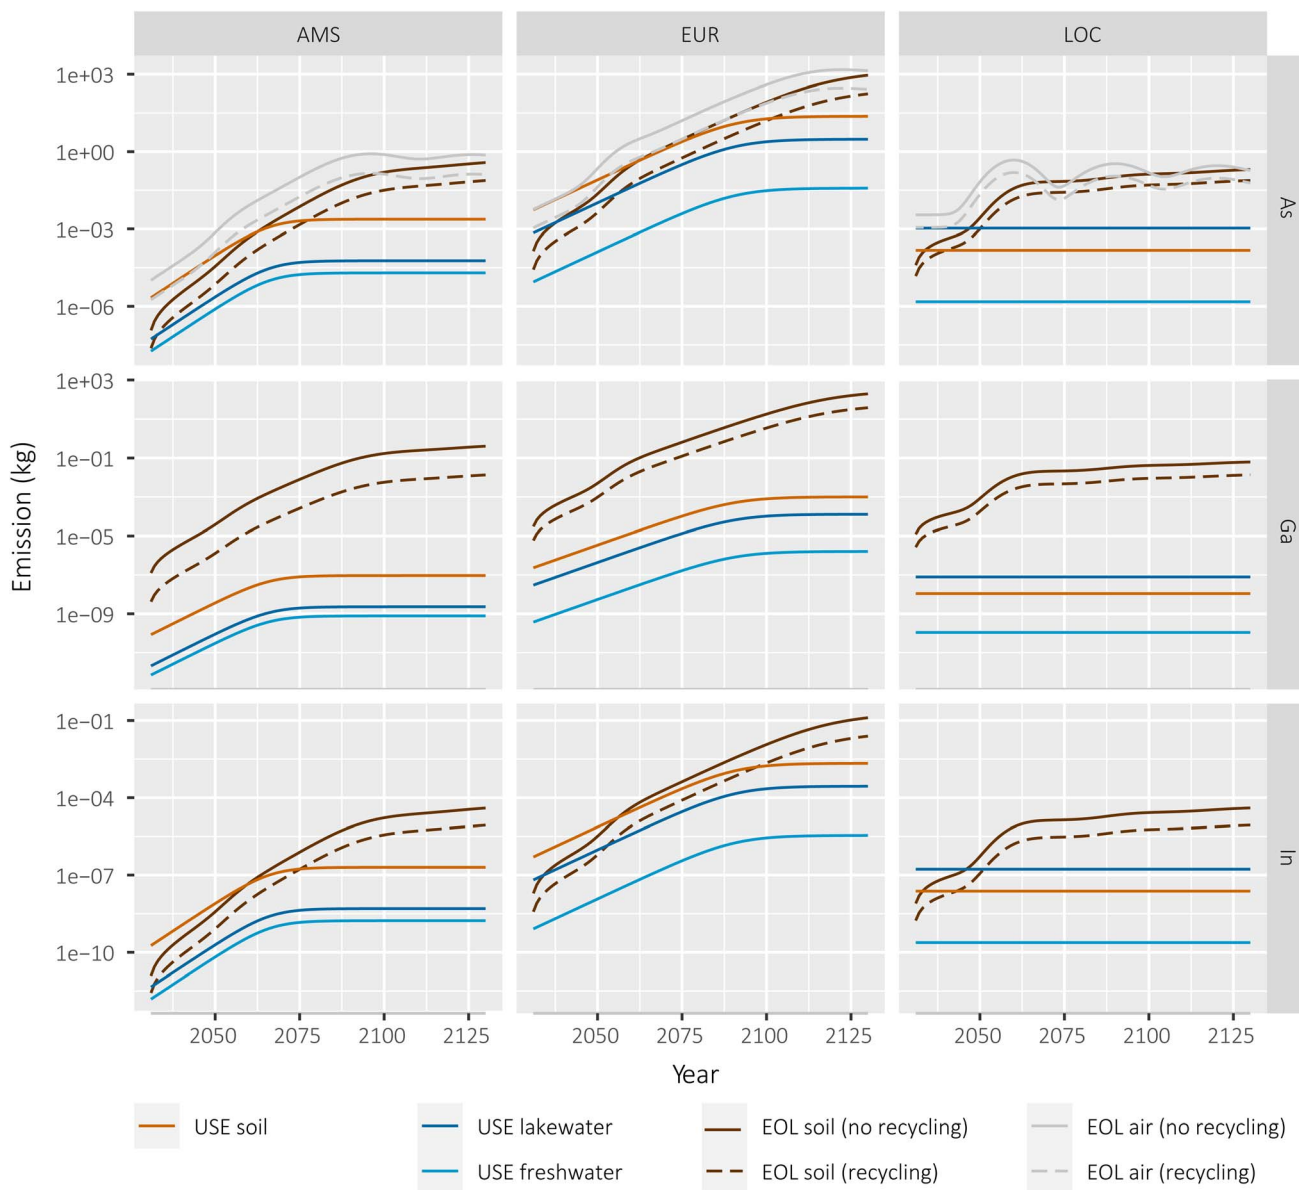 AMS EUR LOC
1e+03
1e+00
1e−03
1e−06
As
1e+03
1e−01
1e−05
1e−09
Ga
Emission (kg)
1e−01
1e−04
1e−07
1e−10
In
2050 2075 2100 2125 2050 2075 2100 2125 2050 2075 2100 2125
Year
USE soil USE lakewater EOL soil (no recycling) EOL air (no recycling)
USE freshwater EOL soil (recycling) EOL air (recycling)